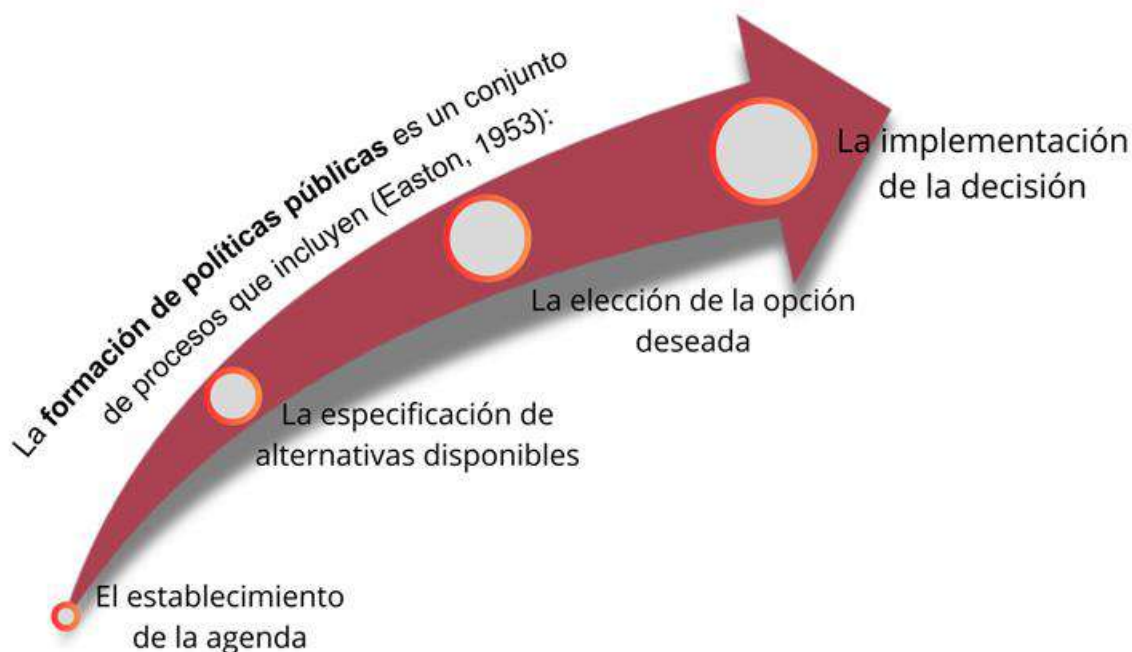 La formación de políticas públicas es un conjunto
de procesos que incluyen (Easton, 1953):
La implementación
de la decisión
La elección de la opción
deseada
La especificación de
alternativas disponibles
El establecimiento
de la agenda